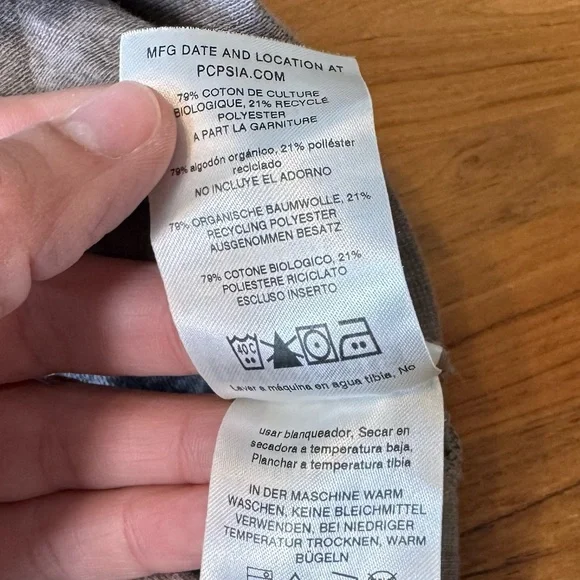 MFG DATE AND LOCATION AT
PCPSIA.COM
79% COTON DE CULTURE
BIOLOGIQUE, 21% RECYCLÉ
POLYESTER
A PART LA GARNITURE
79% algodón orgánico, 21% poliéster
reciclado
NO INCLUYE EL ADORNO
79% ORGANISCHE BAUMWOLLE, 21%
RECYCLING POLYESTER
AUSGENOMMEN BESATZ
79% COTONE BIOLOGICO, 21%
POLIESTERE RICICLATO
ESCLUSO INSERTO
40C
Lavar a máquina en agua tibia, No
usar blanqueador, Secar en
secadora a temperatura baja,
Planchar a temperatura tibia
IN DER MASCHINE WARM
WASCHEN, KEINE BLEICHMITTEL
VERWENDEN, BEI NIEDRIGER
TEMPERATUR TROCKNEN, WARM
BÜGELN